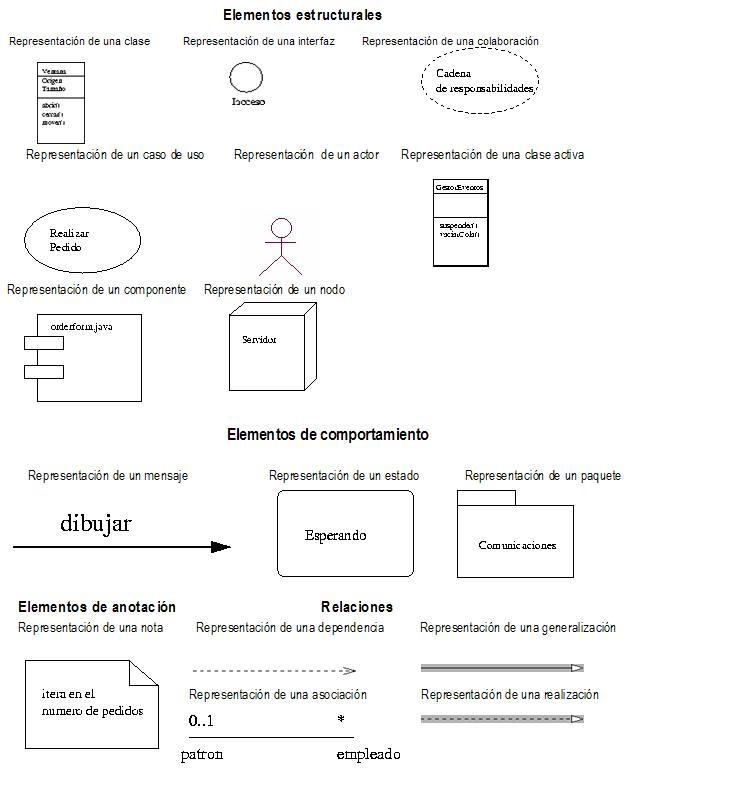 Elementos estructurales
Representación de una clase
Representación de una interfaz
Representación de una colaboración
Ventana
Origen
Tamaño
abrir()
cerrar()
mover()
Iacceso
Cadena
de responsabilidades
Representación de un caso de uso
Representación de un actor
Representación de una clase activa
Realizar
Pedido
GestorEventos
suspender()
vaciarCola()
Representación de un componente
Representación de un nodo
orderform.java
Servidor
Elementos de comportamiento
Representación de un mensaje
Representación de un estado
Representación de un paquete
dibujar
Esperando
Comunicaciones
Elementos de anotación
Relaciones
Representación de una nota
Representación de una dependencia
Representación de una generalización
itera en el
numero de pedidos
Representación de una asociación
Representación de una realización
0..1
*
patron
empleado